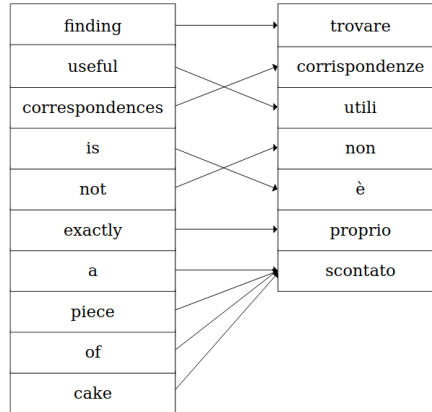 finding
useful
correspondences
is
not
exactly
a
piece
of
cake
trovare
corrispondenze
utili
non
è
proprio
scontato